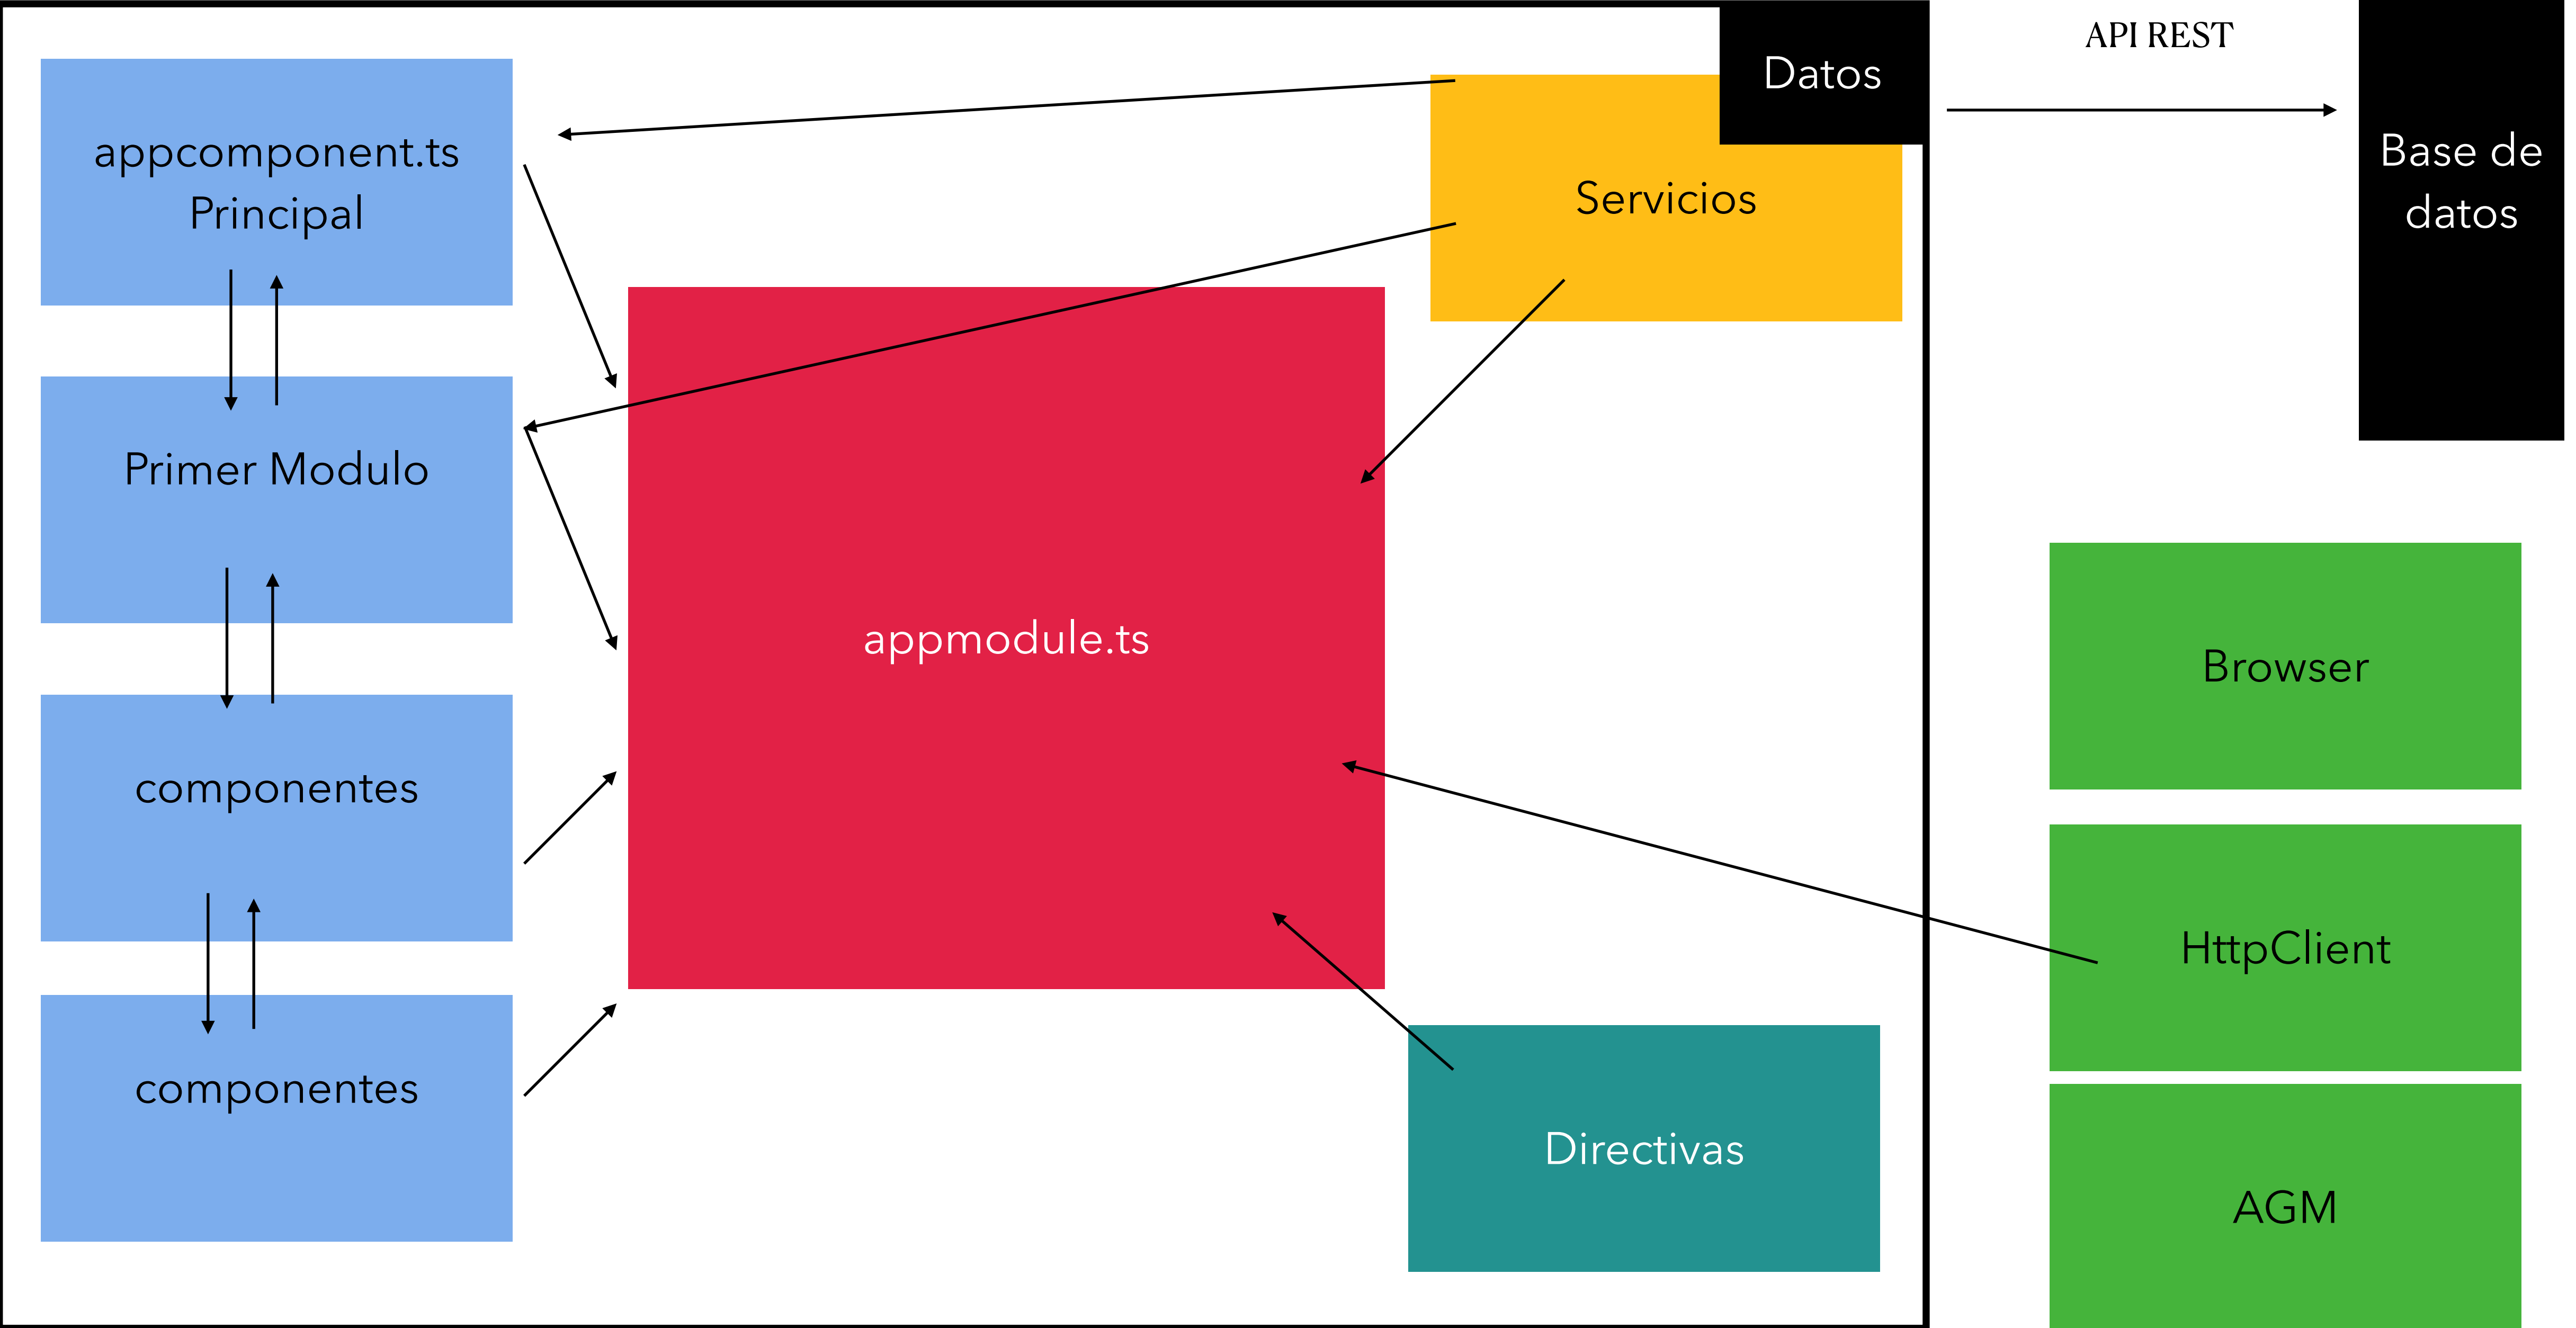 API REST
Datos
appcomponent.ts
Principal
Servicios
Base de
datos
Primer Modulo
appmodule.ts
Browser
componentes
HttpClient
componentes
Directivas
AGM